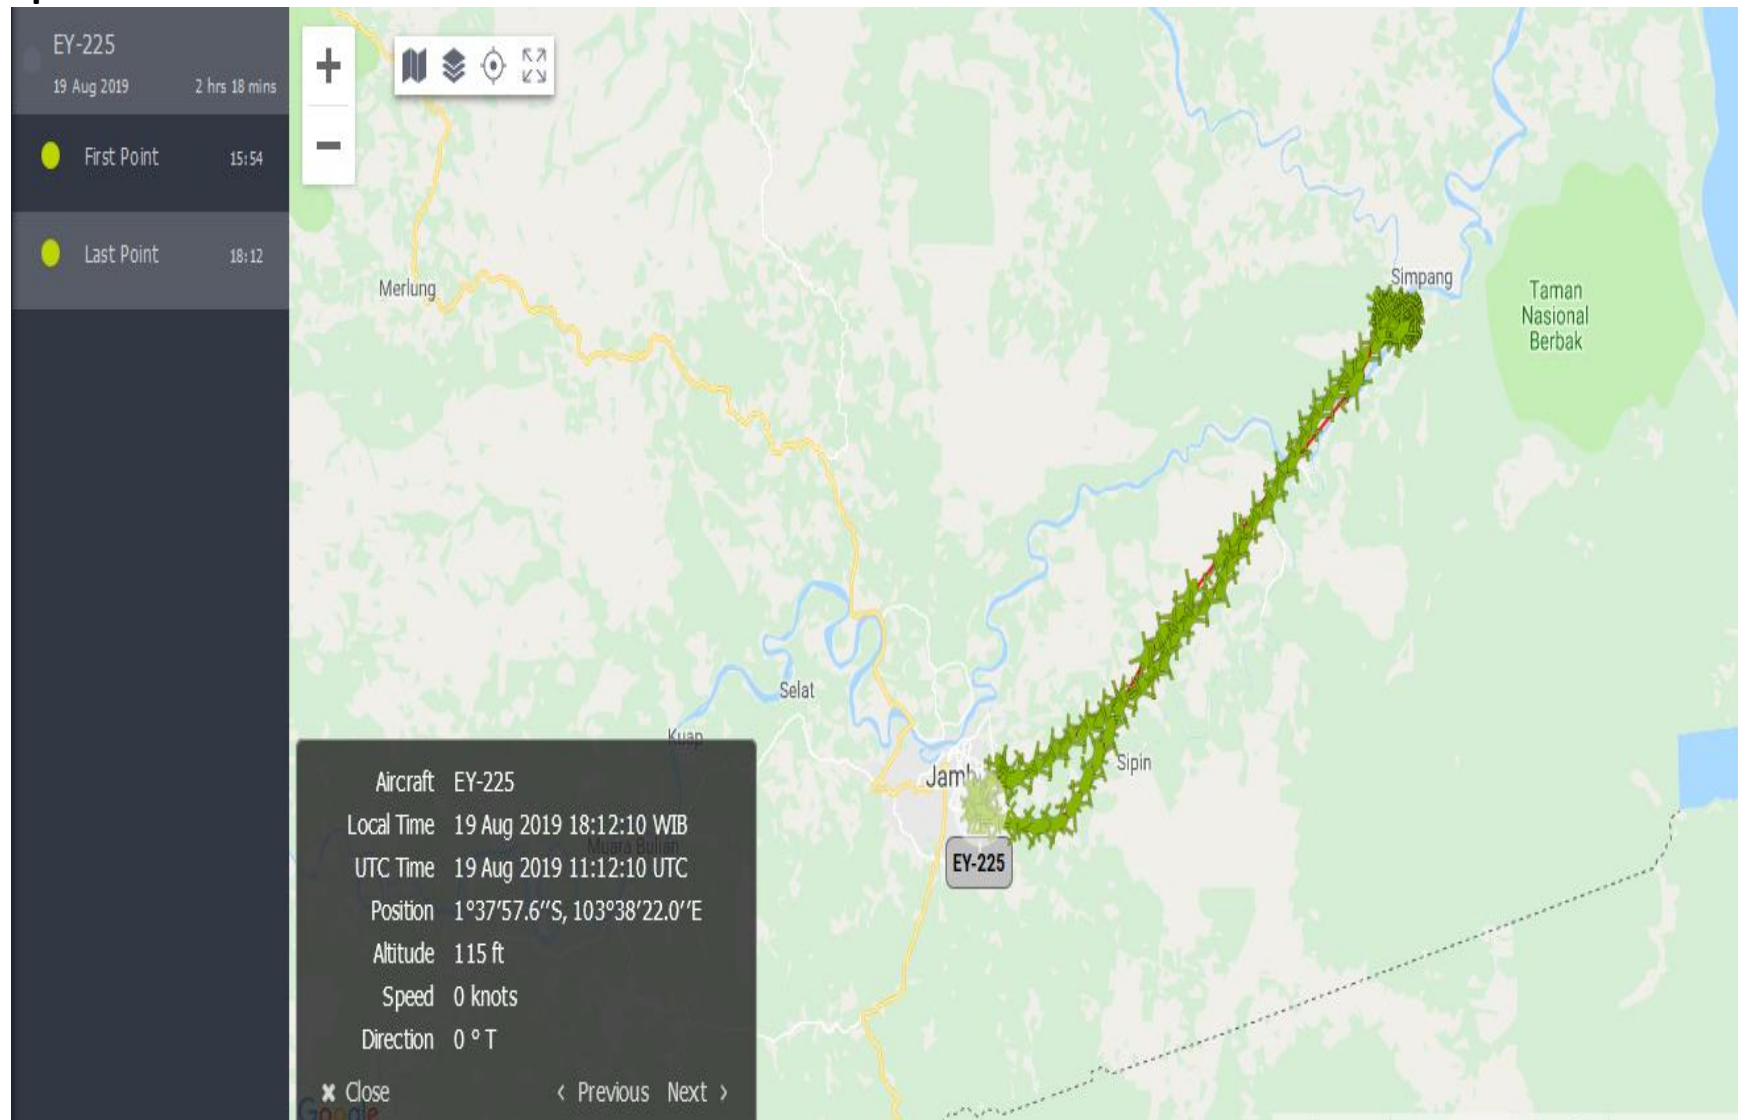 EY-225
19 Aug 2019 2 hrs 18 mins
First Point 15:54
Last Point 18:12
Merlung
Simpang
Taman
Nasional
Berbak
Selat
Kuap
Jamb
Sipin
EY-225
Muara Bulian
Aircraft EY-225
Local Time 19 Aug 2019 18:12:10 WIB
UTC Time 19 Aug 2019 11:12:10 UTC
Position 1°37'57.6''S, 103°38'22.0''E
Altitude 115 ft
Speed 0 knots
Direction 0 ° T
✖ Close ‹ Previous Next ›
Google